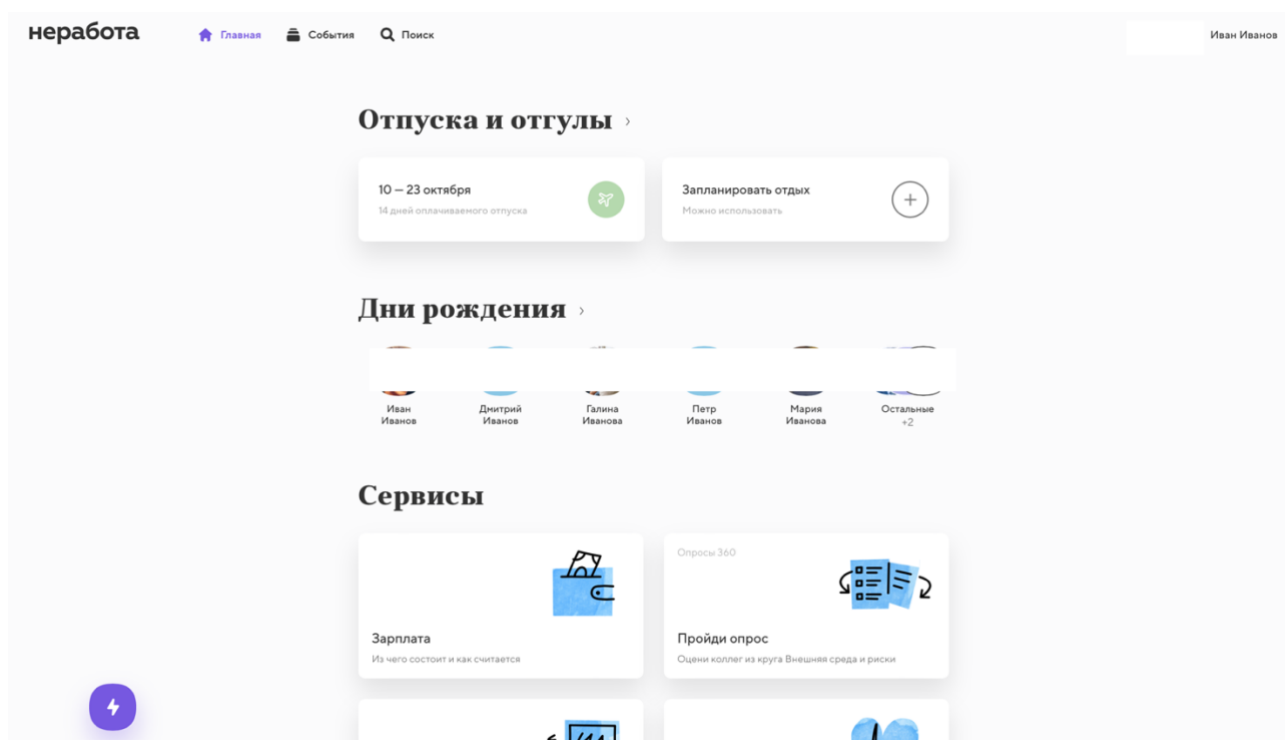 неработа
Главная
События
Поиск
Иван Иванов
Отпуска и отгулы ›
10 — 23 октября
14 дней оплачиваемого отпуска
Запланировать отдых
Можно использовать
Дни рождения ›
Иван
Иванов
Дмитрий
Иванов
Галина
Иванова
Петр
Иванов
Мария
Иванова
Остальные
+2
Сервисы
Зарплата
Из чего состоит и как считается
Опросы 360
Пройди опрос
Оцени коллег из круга Внешняя среда и риски